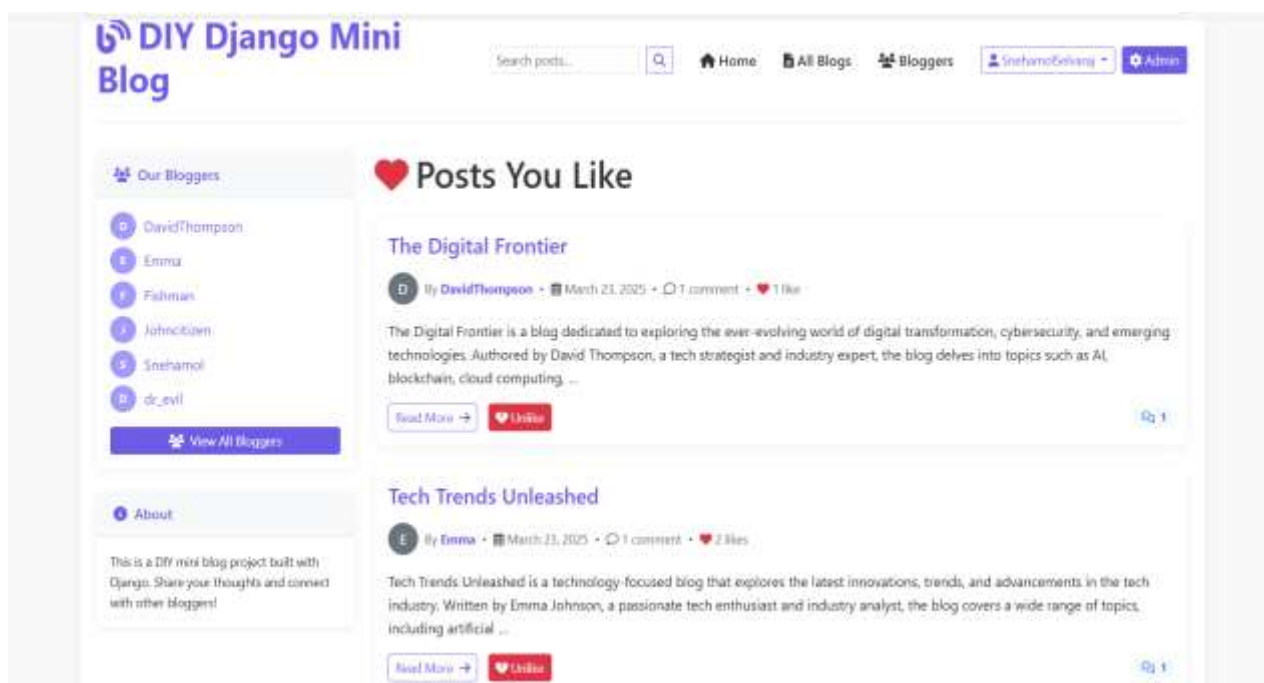 DIY Django Mini
Blog
Search posts...
Home
All Blogs
Bloggers
Admin
Our Bloggers
D DavidThompson
E Emma
F Fishman
J Johncitizen
S Snehamol
D dr_evil
View All Bloggers
About
This is a DIY mini blog project built with
Django. Share your thoughts and connect
with other bloggers!
Posts You Like
The Digital Frontier
D By DavidThompson • March 23, 2025 • 1 comment • 1 like
The Digital Frontier is a blog dedicated to exploring the ever-evolving world of digital transformation, cybersecurity, and emerging
technologies. Authored by David Thompson, a tech strategist and industry expert, the blog delves into topics such as AI,
blockchain, cloud computing, ...
Read More → Unlike 1
Tech Trends Unleashed
E By Emma • March 23, 2025 • 1 comment • 2 likes
Tech Trends Unleashed is a technology-focused blog that explores the latest innovations, trends, and advancements in the tech
industry. Written by Emma Johnson, a passionate tech enthusiast and industry analyst, the blog covers a wide range of topics,
including artificial ...
Read More → Unlike 1